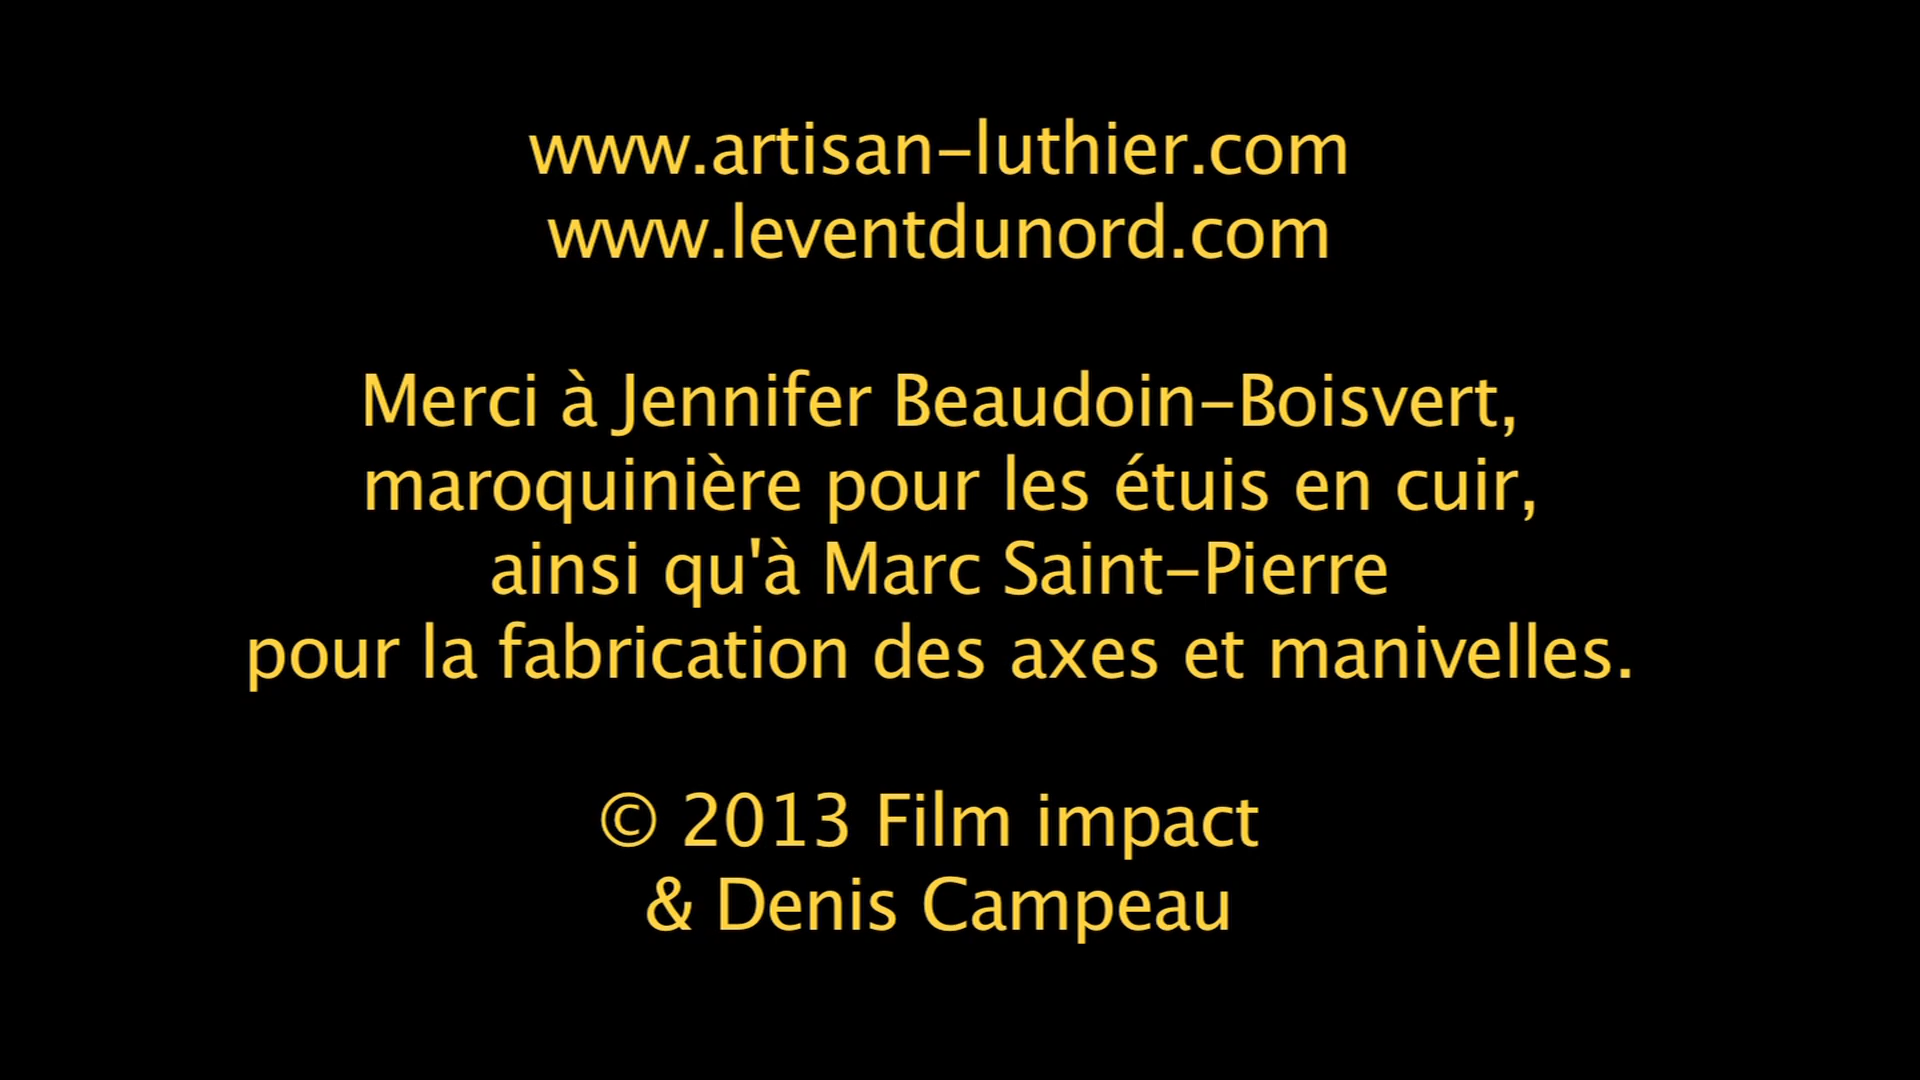 www.artisan-luthier.com
www.leventdunord.com
Merci à Jennifer Beaudoin-Boisvert,
maroquinière pour les étuis en cuir,
ainsi qu'à Marc Saint-Pierre
pour la fabrication des axes et manivelles.
© 2013 Film impact
& Denis Campeau